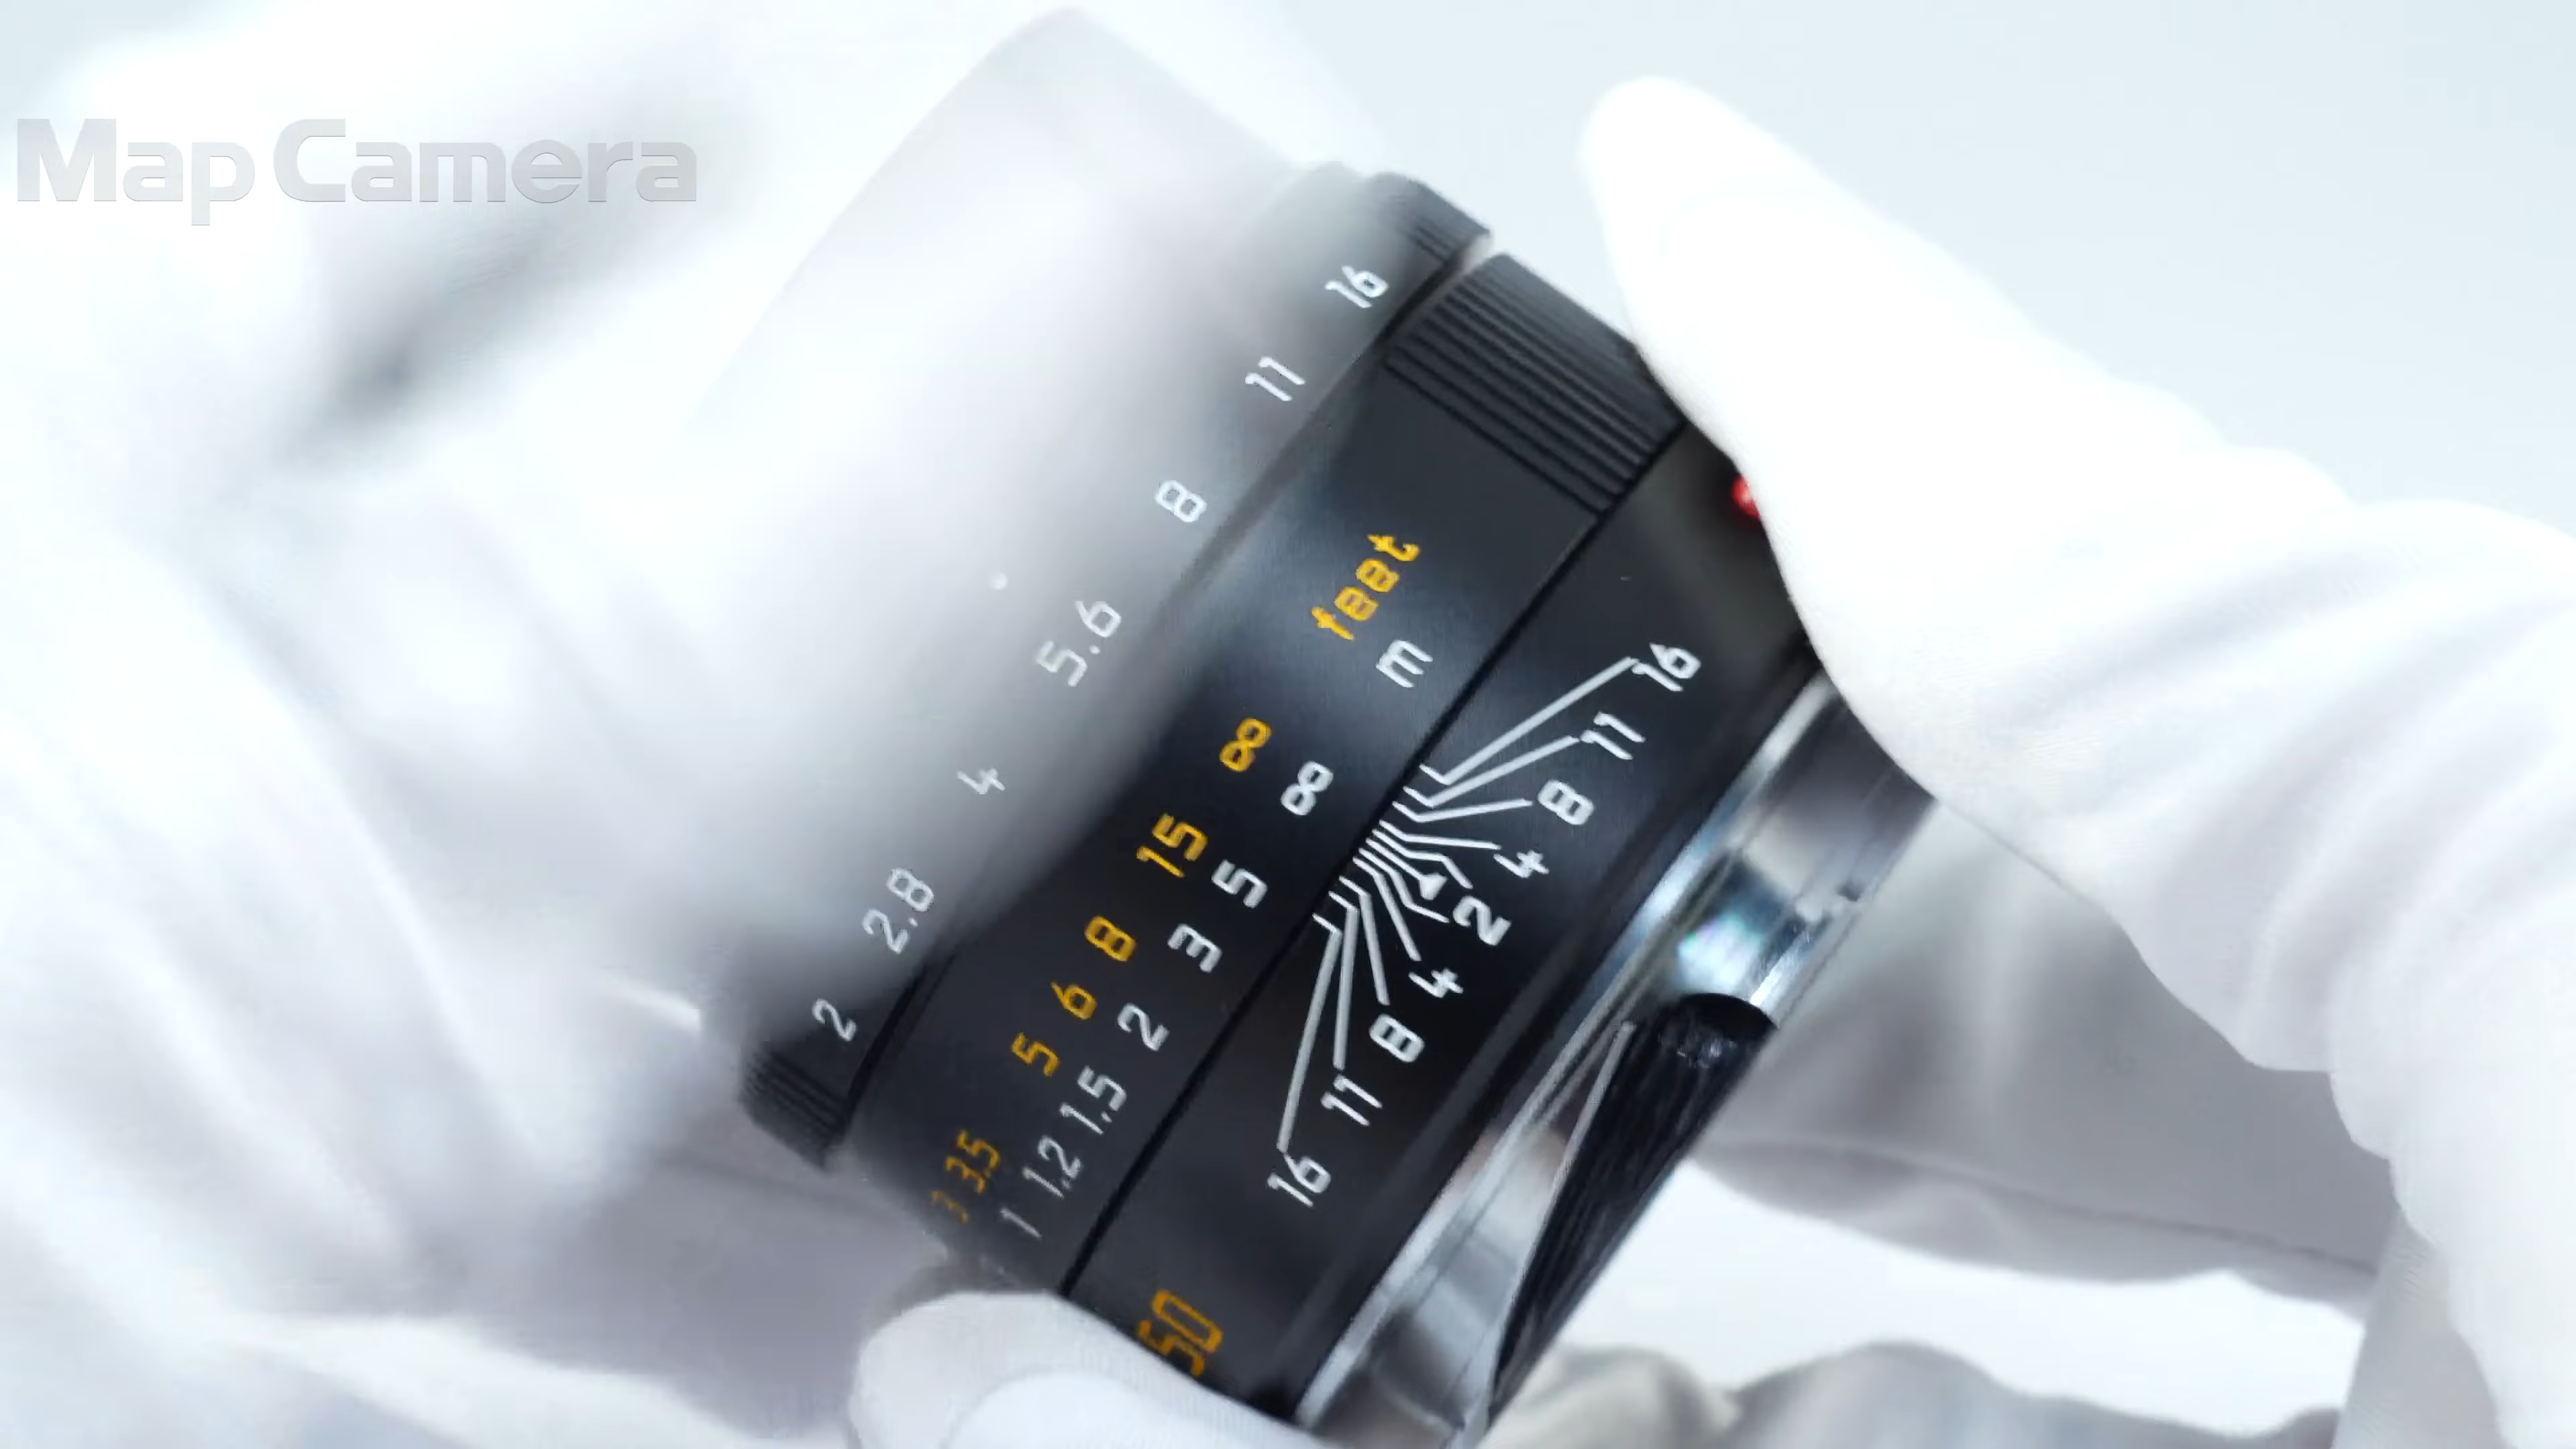 Map Camera
16 11 8 5.6 4 2.8 2
feet ∞ 15 8 6 5 3.5 3
m ∞ 5 3 2 1.5 1.2 1
16 11 8 4 2 4 8 11 16
50